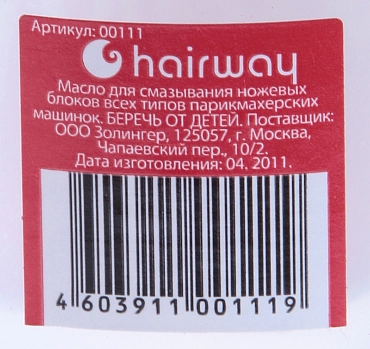 Артикул: 00111
hairway
Масло для смазывания ножевых
блоков всех типов парикмахерских
машинок. БЕРЕЧЬ ОТ ДЕТЕЙ. Поставщик:
ООО Золингер, 125057, г. Москва,
Чапаевский пер., 10/2.
Дата изготовления: 04. 2011.
4 603911 001119